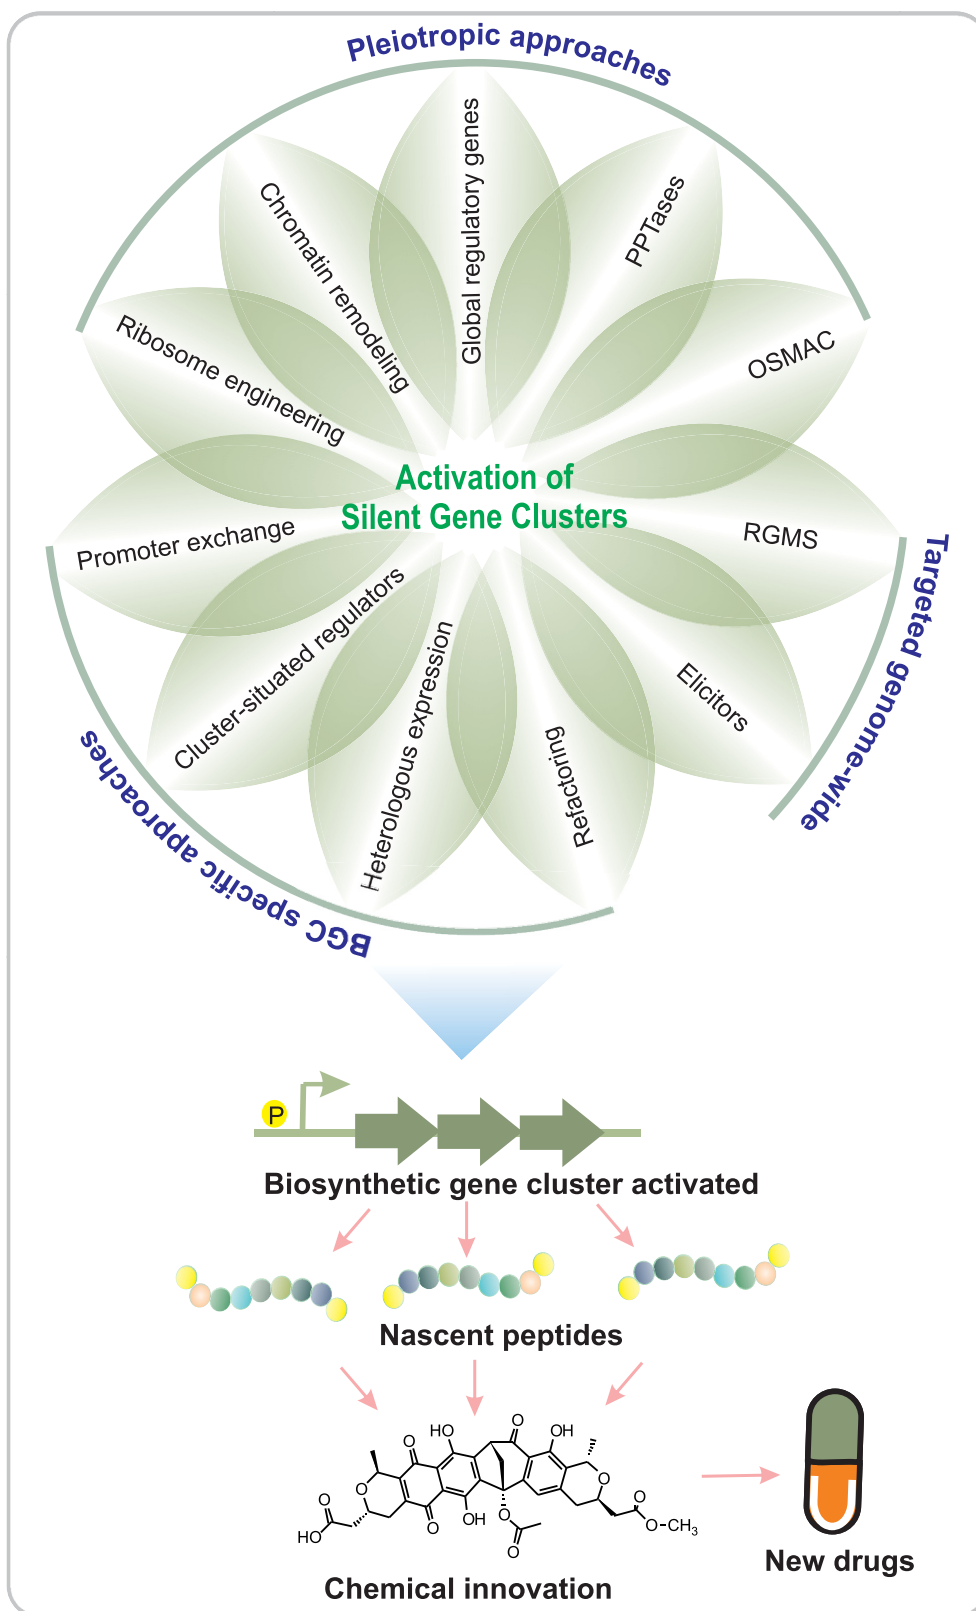 Pleiotropic approaches
Global regulatory genes
Chromatin remodeling
PPTases
Ribosome engineering
OSMAC
Activation of
Silent Gene Clusters
Promoter exchange
RGMS
Targeted genome-wide
Cluster-situated regulators
Elicitors
Heterologous expression
Refactoring
BGC specific approaches
P
Biosynthetic gene cluster activated
Nascent peptides
HO
O
O
OH
O
O
HO
O
OH
O
O
O
O
O
O–CH3
Chemical innovation
New drugs